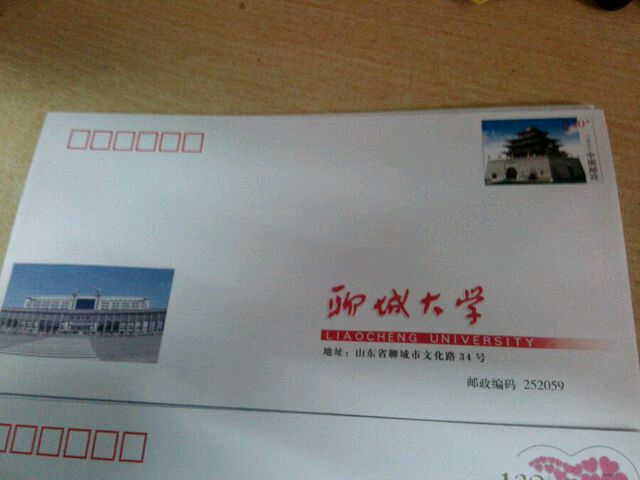 中国邮政
聊城大学
LIAOCHENG UNIVERSITY
地址：山东省聊城市文化路34号
邮政编码 252059